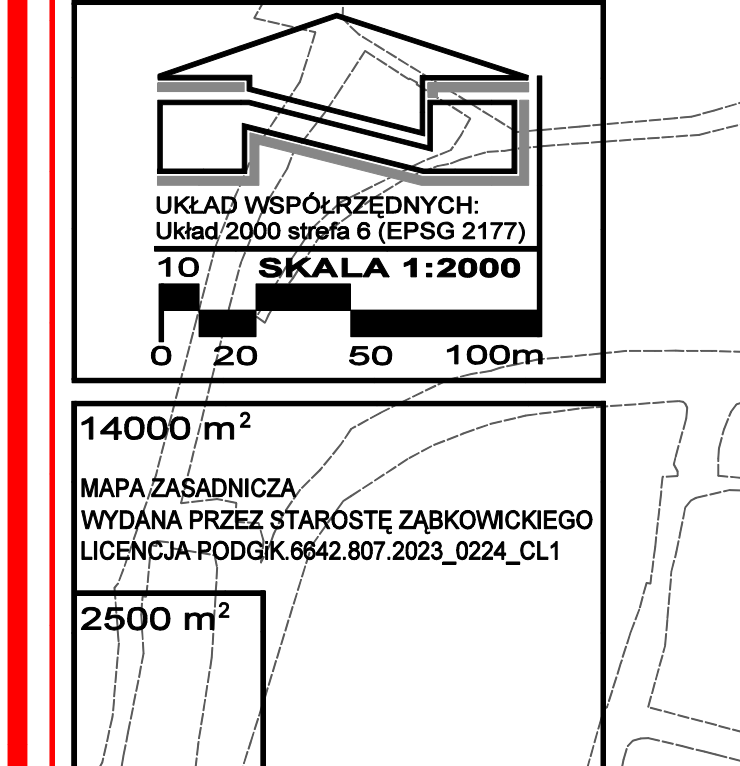 UKŁAD WSPÓŁRZĘDNYCH:
Układ 2000 strefa 6 (EPSG 2177)
10 SKALA 1:2000
0 20 50 100m
14000 m²
MAPA ZASADNICZA
WYDANA PRZEZ STAROSTĘ ZĄBKOWICKIEGO
LICENCJA PODGiK.6642.807.2023_0224_CL1
2500 m²